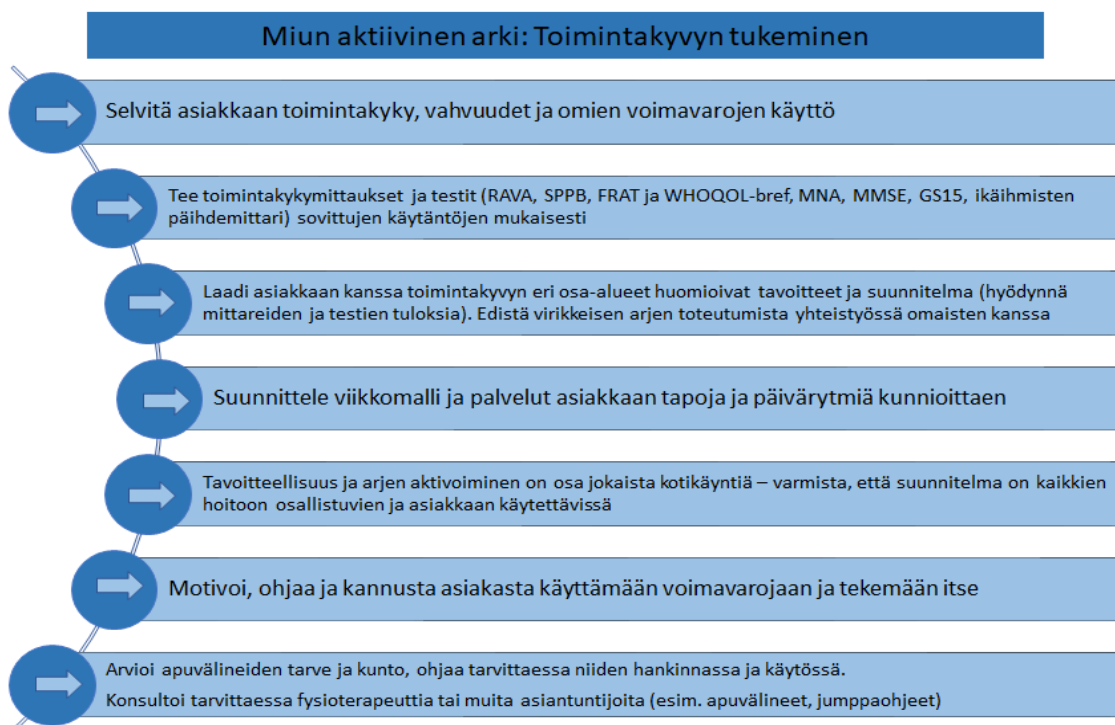 Miun aktiivinen arki: Toimintakyvyn tukeminen
Selvitä asiakkaan toimintakyky, vahvuudet ja omien voimavarojen käyttö
Tee toimintakykymittaukset ja testit (RAVA, SPPB, FRAT ja WHOQOL-bref, MNA, MMSE, GS15, ikäihmisten
päihdemittari) sovittujen käytäntöjen mukaisesti
Laadi asiakkaan kanssa toimintakyvyn eri osa-alueet huomioivat tavoitteet ja suunnitelma (hyödynnä
mittareiden ja testien tuloksia). Edistä virikkeisen arjen toteutumista yhteistyössä omaisten kanssa
Suunnittele viikkomalli ja palvelut asiakkaan tapoja ja päivärytmiä kunnioittaen
Tavoitteellisuus ja arjen aktivoiminen on osa jokaista kotikäyntiä – varmista, että suunnitelma on kaikkien
hoitoon osallistuvien ja asiakkaan käytettävissä
Motivoi, ohjaa ja kannusta asiakasta käyttämään voimavarojaan ja tekemään itse
Arvioi apuvälineiden tarve ja kunto, ohjaa tarvittaessa niiden hankinnassa ja käytössä.
Konsultoi tarvittaessa fysioterapeuttia tai muita asiantuntijoita (esim. apuvälineet, jumppaohjeet)